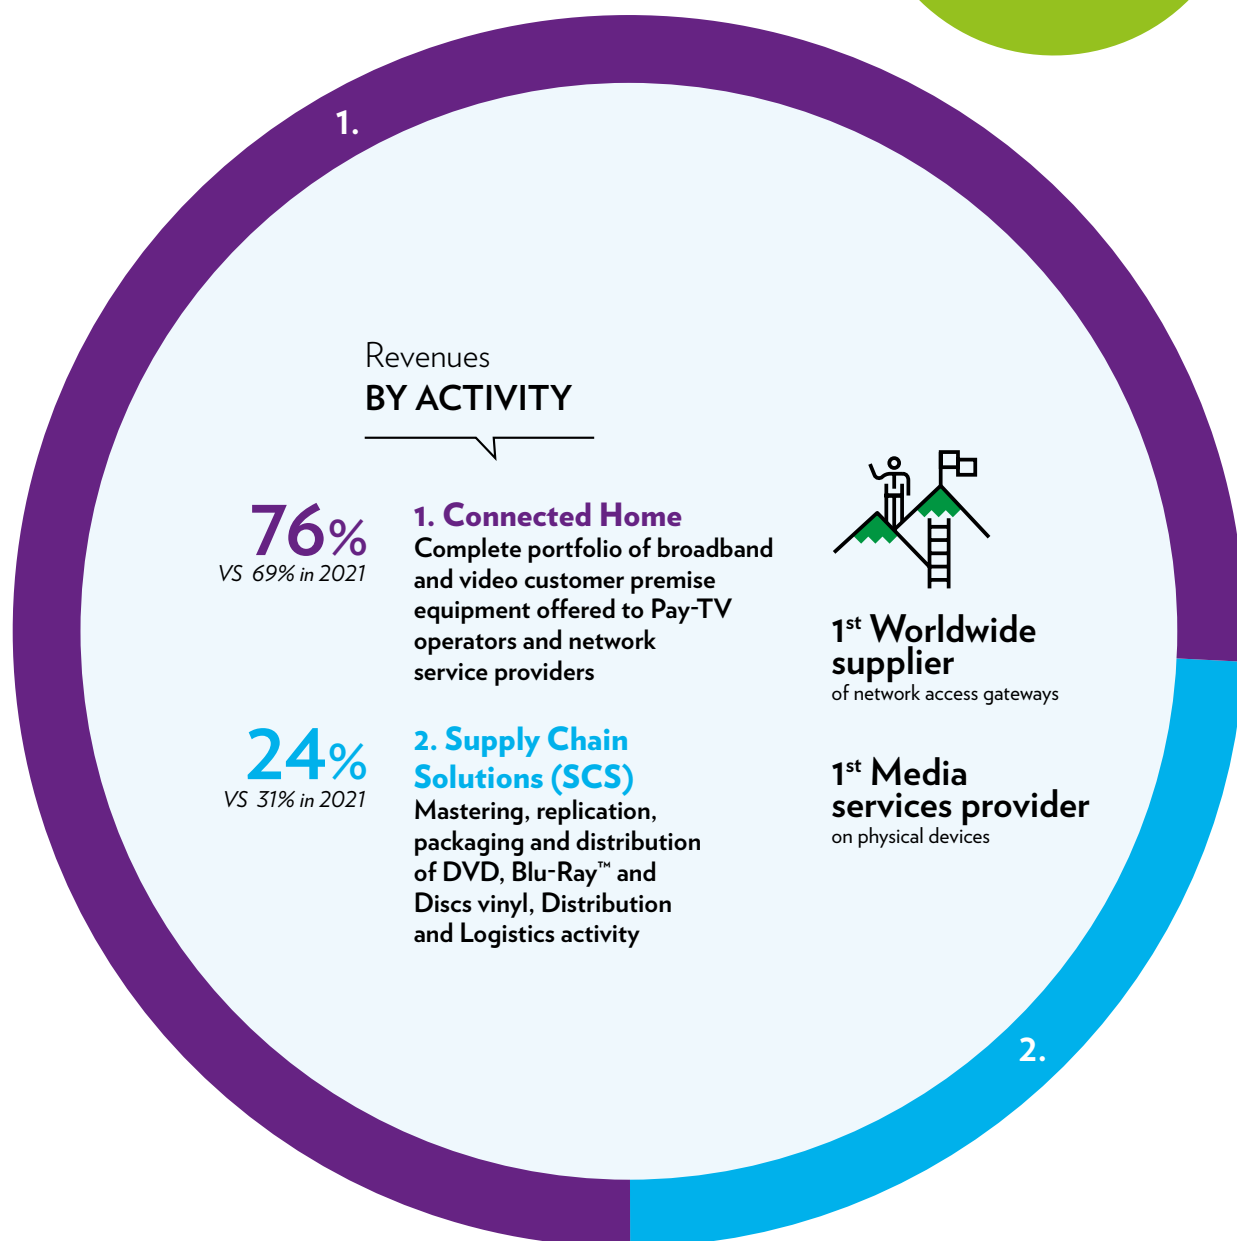 1.
Revenues
BY ACTIVITY
76%
VS 69% in 2021
1. Connected Home
Complete portfolio of broadband
and video customer premise
equipment offered to Pay-TV
operators and network
service providers
24%
VS 31% in 2021
2. Supply Chain
Solutions (SCS)
Mastering, replication,
packaging and distribution
of DVD, Blu-Ray™ and
Discs vinyl, Distribution
and Logistics activity
1st Worldwide
supplier
of network access gateways
1st Media
services provider
on physical devices
2.